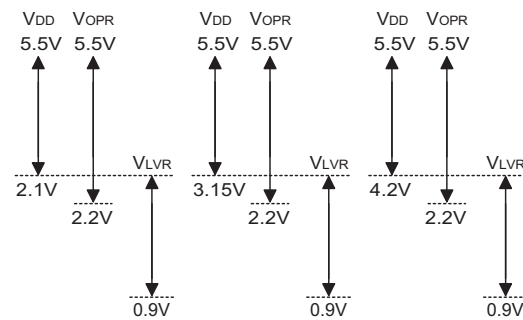 VDD VOPR VDD VOPR VDD VOPR
5.5V 5.5V 5.5V 5.5V 5.5V 5.5V
VLVR VLVR VLVR
2.1V 3.15V 4.2V
2.2V 2.2V 2.2V
0.9V 0.9V 0.9V